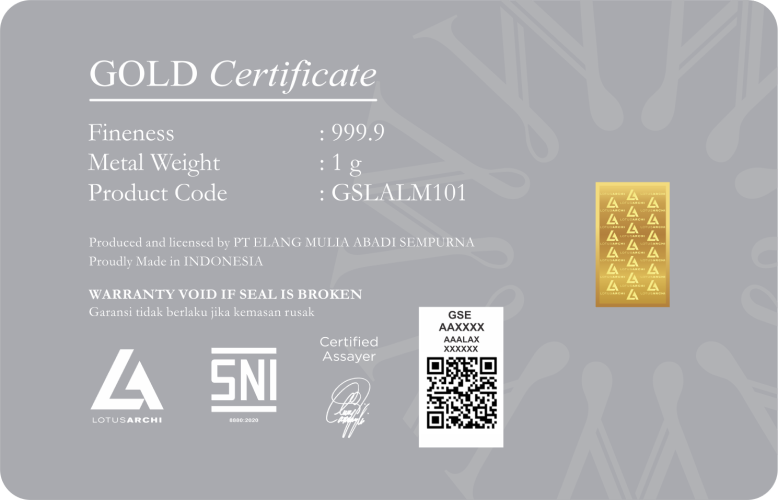 GOLD Certificate
Fineness : 999.9
Metal Weight : 1 g
Product Code : GSLALM101
Produced and licensed by PT ELANG MULIA ABADI SEMPURNA
Proudly Made in INDONESIA
WARRANTY VOID IF SEAL IS BROKEN
Garansi tidak berlaku jika kemasan rusak
LOTUSARCHI
SNI
8880:2020
Certified
Assayer
GSE
AAXXXX
AAALAX
XXXXXX